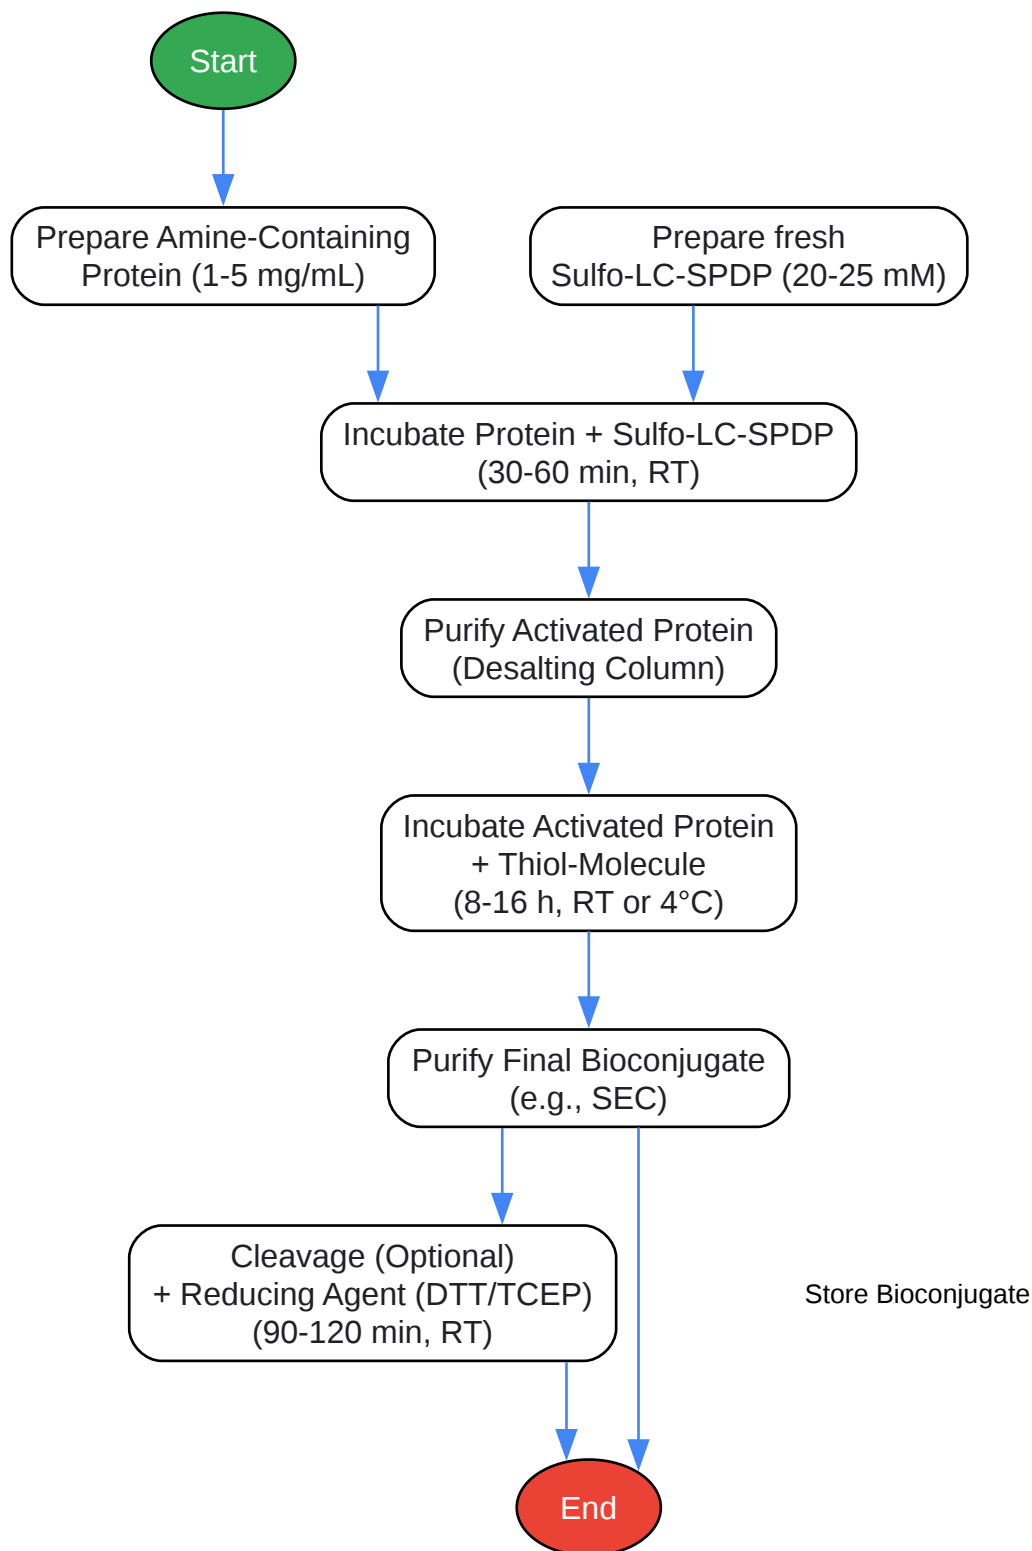 Start
Prepare Amine-Containing
Protein (1-5 mg/mL)
Prepare fresh
Sulfo-LC-SPDP (20-25 mM)
Incubate Protein + Sulfo-LC-SPDP
(30-60 min, RT)
Purify Activated Protein
(Desalting Column)
Incubate Activated Protein
+ Thiol-Molecule
(8-16 h, RT or 4°C)
Purify Final Bioconjugate
(e.g., SEC)
Cleavage (Optional)
+ Reducing Agent (DTT/TCEP)
(90-120 min, RT)
Store Bioconjugate
End